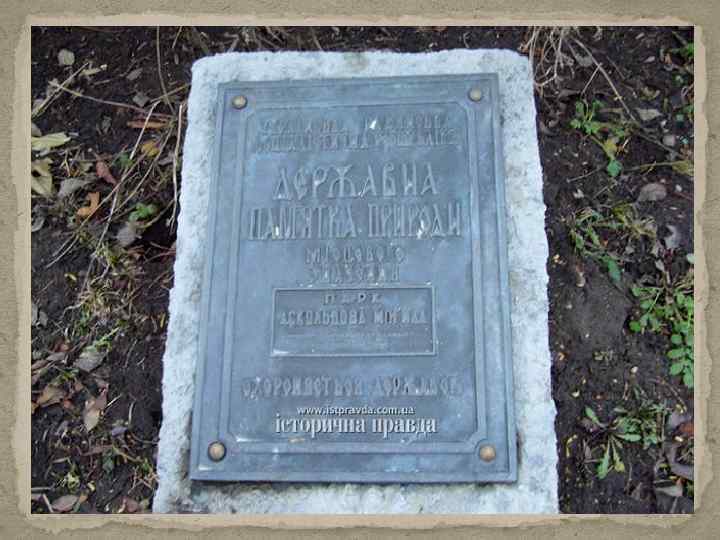 ДЕРЖАВНА
ПАМ'ЯТКА ПРИРОДИ
МІСЦЕВОГО
ЗНАЧЕННЯ
ПАРК
АСКОЛЬДОВА МОГИЛА
ОХОРОНЯЄТЬСЯ ДЕРЖАВОЮ
www.istpravda.com.ua
історична правда